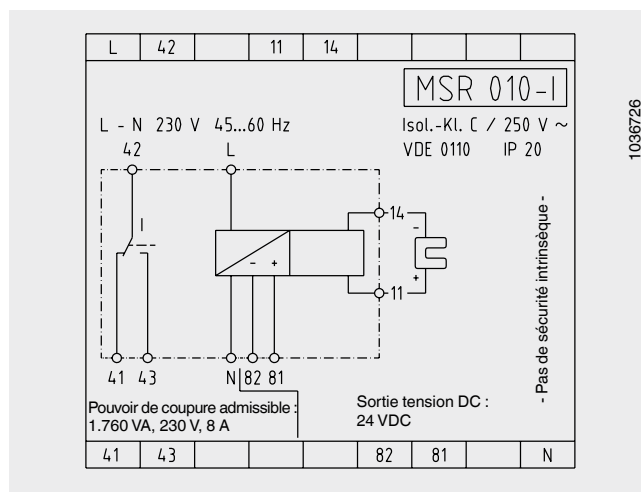 L 42 11 14
MSR 010-I
L - N 230 V 45...60 Hz
Isol.-Kl. C / 250 V ~
VDE 0110 IP 20
42 L
I
14
-
- +
+
11
41 43 N 82 81
Pouvoir de coupure admissible :
1.760 VA, 230 V, 8 A
Sortie tension DC :
24 VDC
- Pas de sécurité intrinsèque -
41 43 82 81 N
1036726